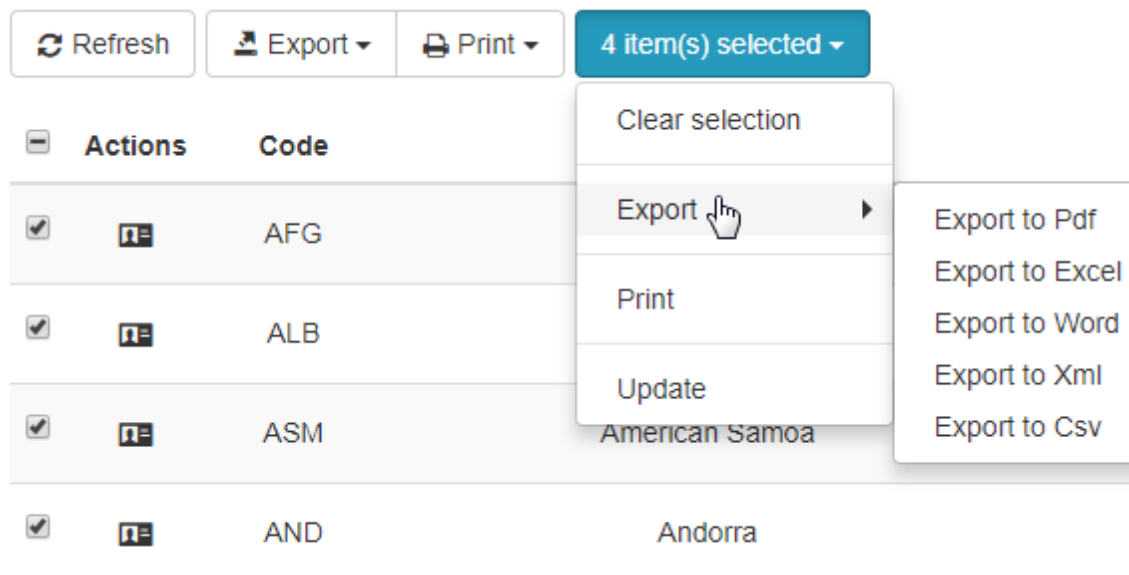 Refresh Export Print 4 item(s) selected
Clear selection
Actions Code
Export
Export to Pdf
AFG
Export to Excel
Print
Export to Word
ALB
Export to Xml
Update
Export to Csv
ASM American Samoa
AND Andorra